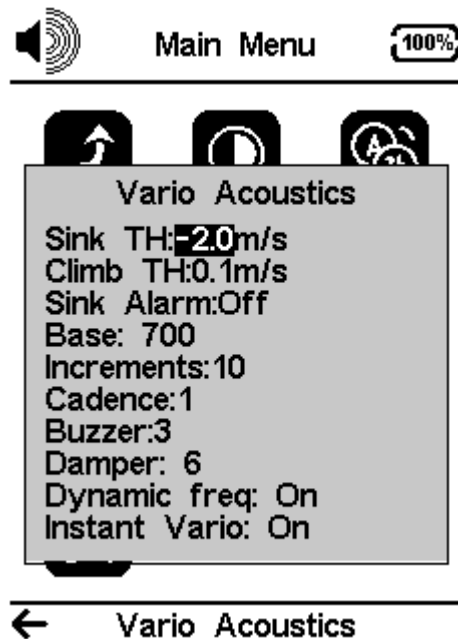 Main Menu
100%
Vario Acoustics
Sink TH:-2.0m/s
Climb TH:0.1m/s
Sink Alarm:Off
Base: 700
Increments:10
Cadence:1
Buzzer:3
Damper: 6
Dynamic freq: On
Instant Vario: On
Vario Acoustics